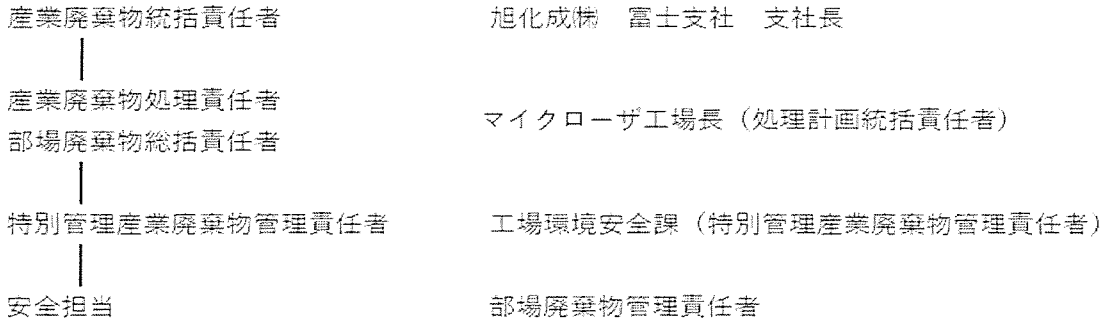 産業廃棄物統括責任者　旭化成㈱　富士支社　支社長
産業廃棄物処理責任者
マイクローザ工場長（処理計画統括責任者）
部場廃棄物総括責任者
特別管理産業廃棄物管理責任者　工場環境安全課（特別管理産業廃棄物管理責任者）
安全担当　部場廃棄物管理責任者